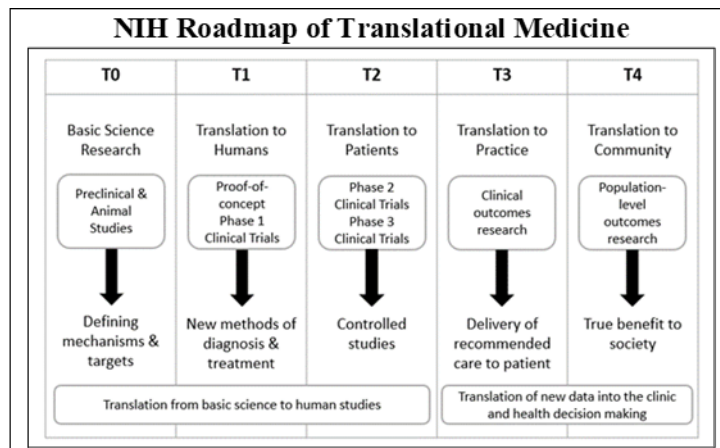 NIH Roadmap of Translational Medicine
T0
T1
T2
T3
T4
Basic Science
Research
Translation to
Humans
Translation to
Patients
Translation to
Practice
Translation to
Community
Preclinical &
Animal
Studies
Proof-of-
concept
Phase 1
Clinical Trials
Phase 2
Clinical Trials
Phase 3
Clinical Trials
Clinical
outcomes
research
Population-
level
outcomes
research
Defining
mechanisms &
targets
New methods of
diagnosis &
treatment
Controlled
studies
Delivery of
recommended
care to patient
True benefit to
society
Translation from basic science to human studies
Translation of new data into the clinic
and health decision making